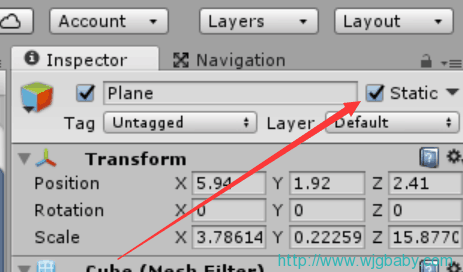 Account Layers Layout
Inspector Navigation
Plane Static
Tag Untagged Layer Default
Transform
Position X 5.94 Y 1.92 Z 2.41
Rotation X 0 Y 0 Z 0
Scale X 3.78614 Y 0.22259 Z 15.8770
Cube (Mesh Filter)
http://www.wjgbaby.com